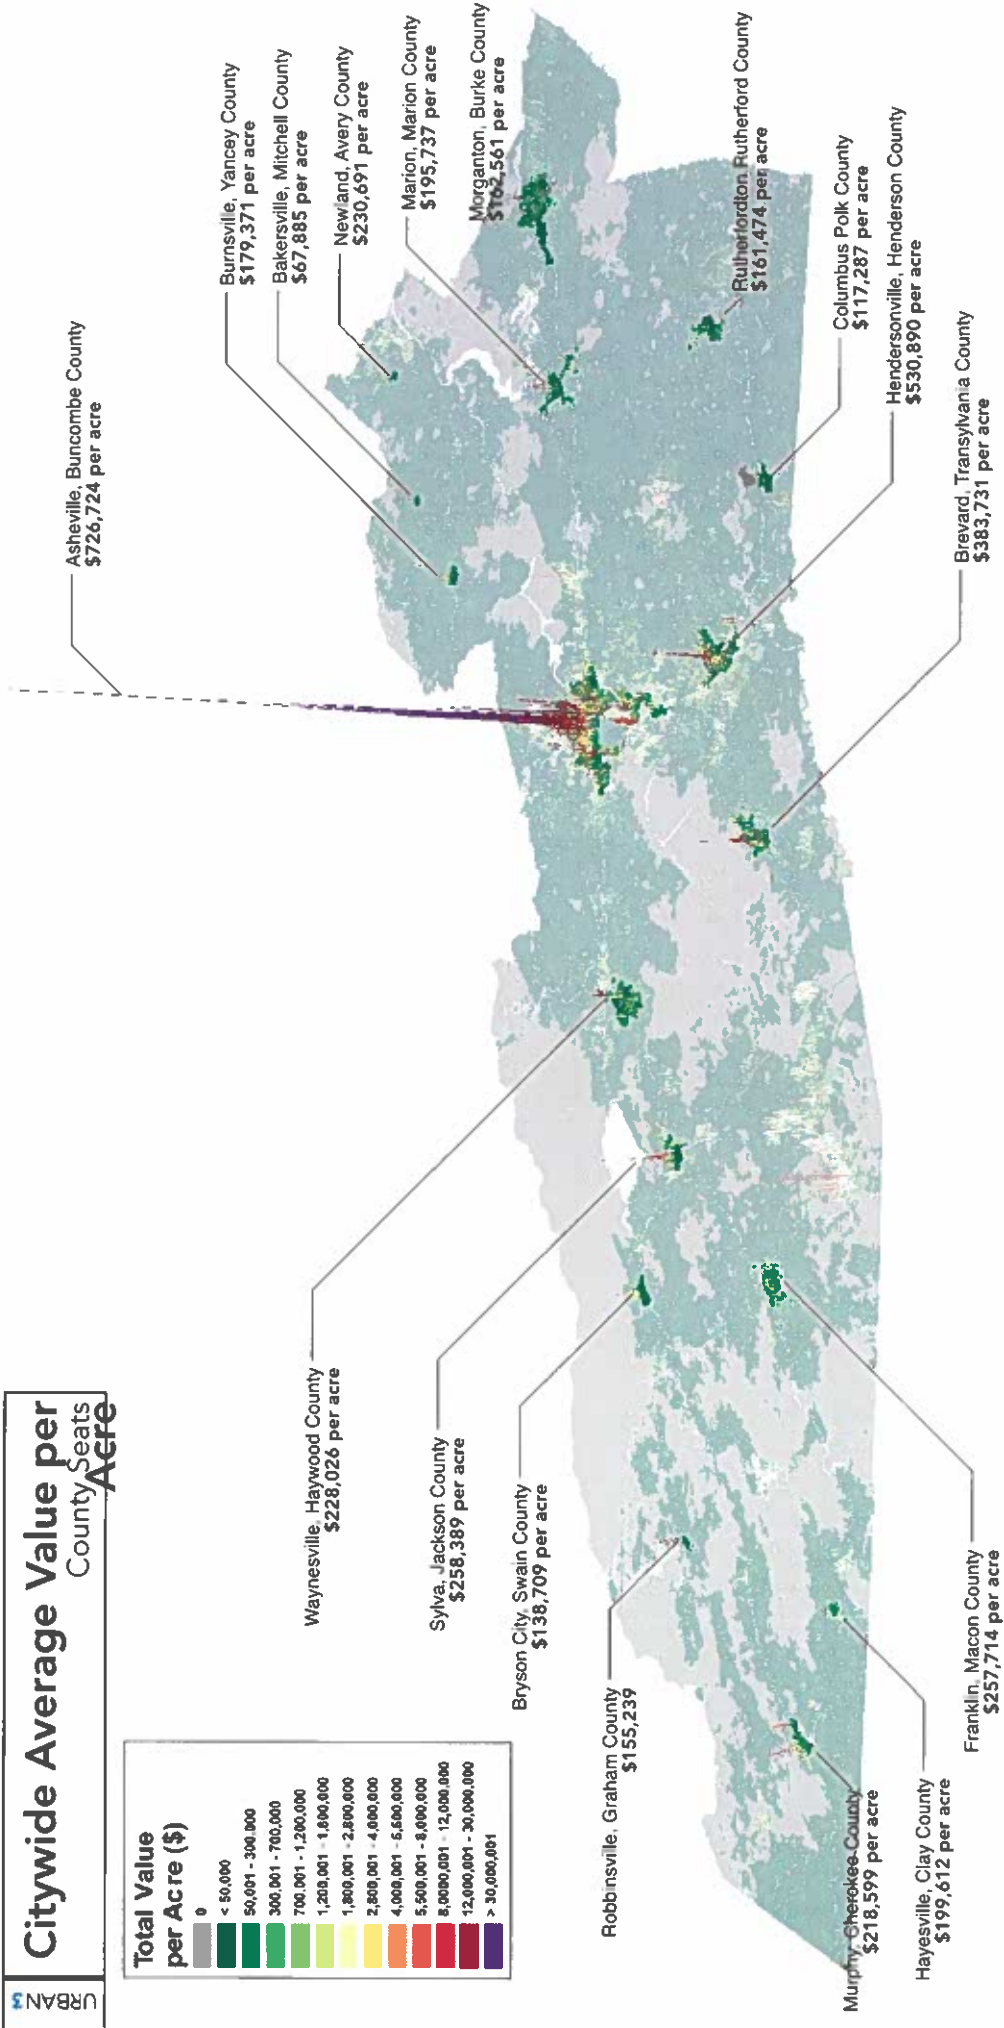 URBAN3
Citywide Average Value per
Acre
County Seats
Total Value
per Acre ($)
0
< 50,000
50,001 - 300,000
300,001 - 700,000
700,001 - 1,200,000
1,200,001 - 1,800,000
1,800,001 - 2,800,000
2,800,001 - 4,000,000
4,000,001 - 5,500,000
5,500,001 - 8,000,000
8,0000,001 - 12,000,000
12,000,001 - 30,000,000
> 30,000,001
Asheville, Buncombe County
$726,724 per acre
Burnsville, Yancey County
$179,371 per acre
Bakersville, Mitchell County
$67,885 per acre
Newland, Avery County
$230,691 per acre
Marion, Marion County
$195,737 per acre
Morganton, Burke County
$162,561 per acre
Waynesville, Haywood County
$228,026 per acre
Sylva, Jackson County
$258,389 per acre
Bryson City, Swain County
$138,709 per acre
Robbinsville, Graham County
$155,239
Murphy, Cherokee County
$218,599 per acre
Hayesville, Clay County
$199,612 per acre
Franklin, Macon County
$257,714 per acre
Rutherfordton Rutherford County
$161,474 per acre
Columbus Polk County
$117,287 per acre
Hendersonville, Henderson County
$530,890 per acre
Brevard, Transylvania County
$383,731 per acre